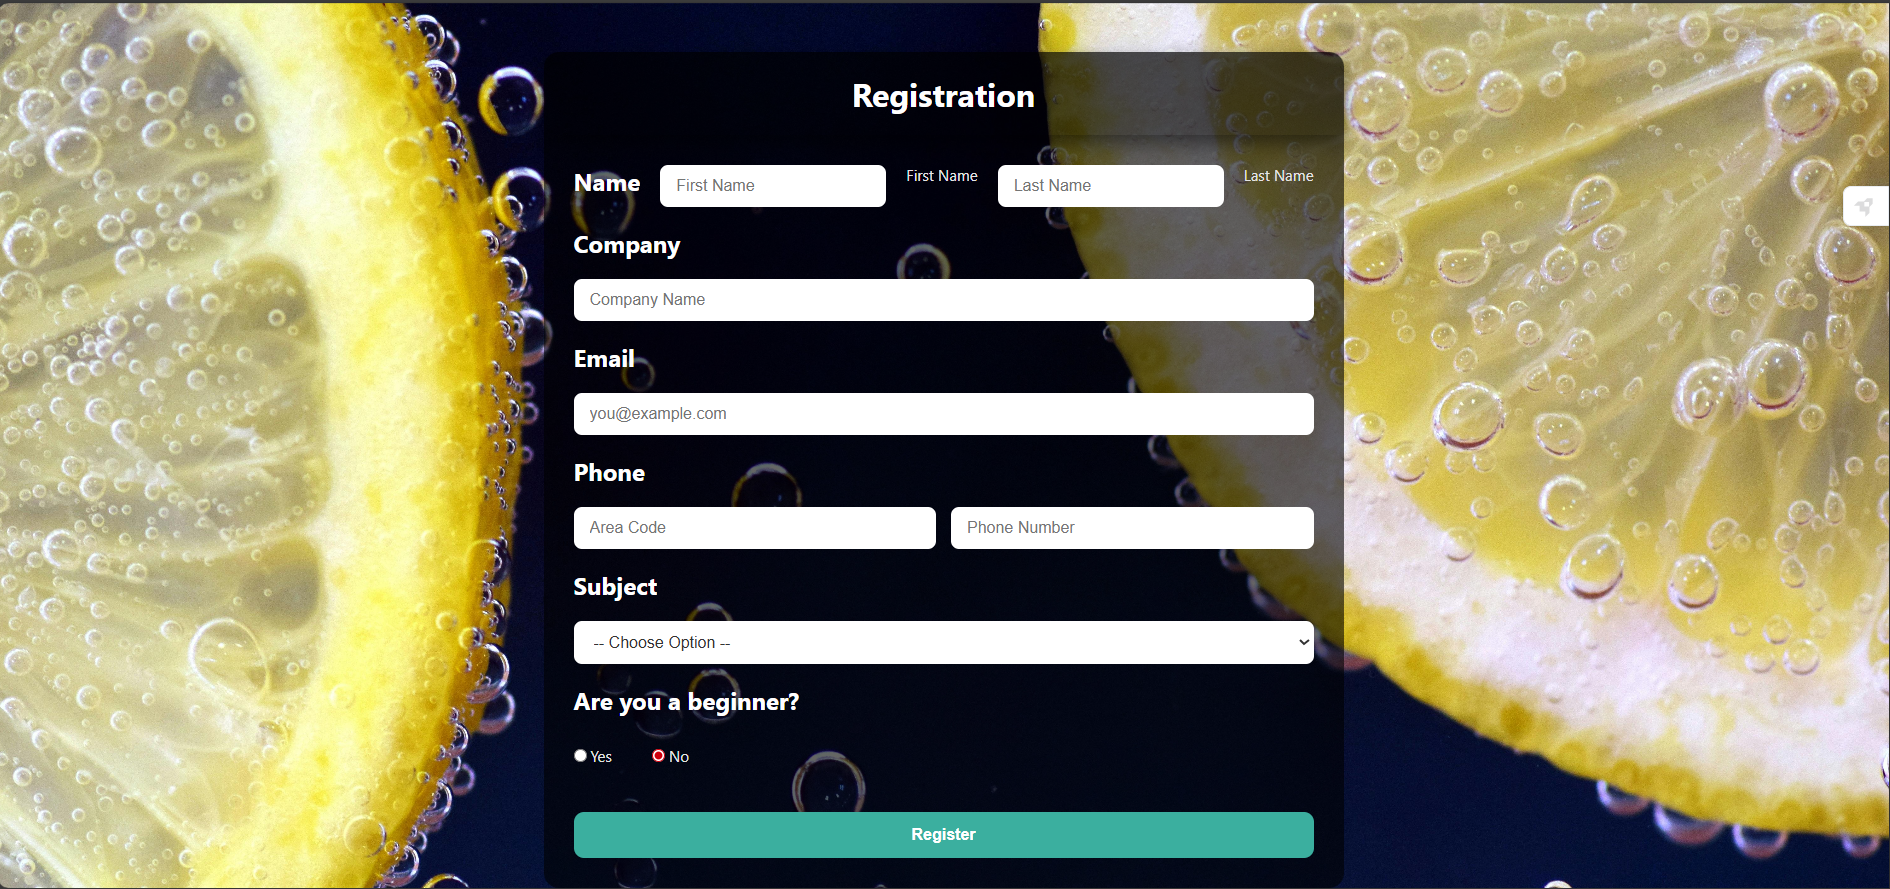 Registration
Name First Name First Name Last Name Last Name
Company
Company Name
Email
you@example.com
Phone
Area Code Phone Number
Subject
-- Choose Option --
Are you a beginner?
Yes No
Register